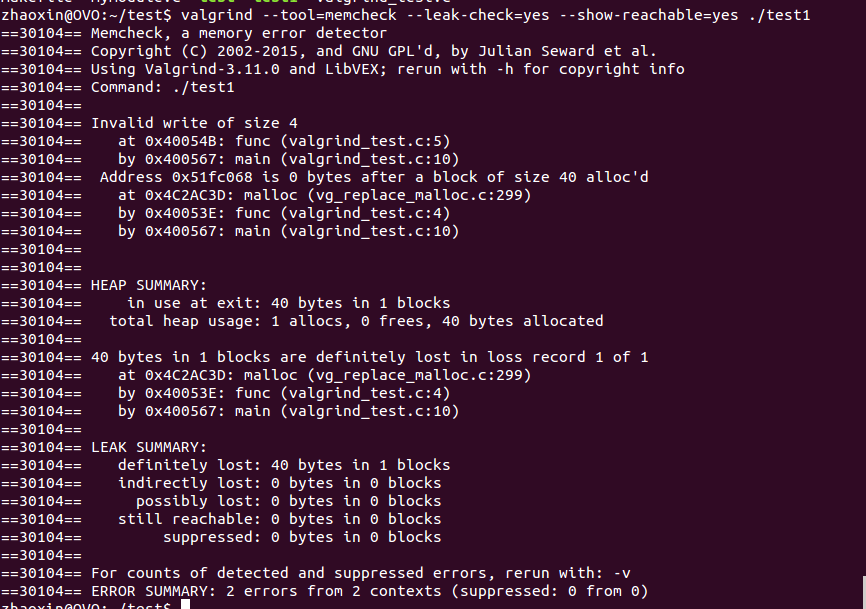 zhaoxin@OVO:~/test$ valgrind --tool=memcheck --leak-check=yes --show-reachable=yes ./test1
==30104== Memcheck, a memory error detector
==30104== Copyright (C) 2002-2015, and GNU GPL'd, by Julian Seward et al.
==30104== Using Valgrind-3.11.0 and LibVEX; rerun with -h for copyright info
==30104== Command: ./test1
==30104==
==30104== Invalid write of size 4
==30104==    at 0x40054B: func (valgrind_test.c:5)
==30104==    by 0x400567: main (valgrind_test.c:10)
==30104==  Address 0x51fc068 is 0 bytes after a block of size 40 alloc'd
==30104==    at 0x4C2AC3D: malloc (vg_replace_malloc.c:299)
==30104==    by 0x40053E: func (valgrind_test.c:4)
==30104==    by 0x400567: main (valgrind_test.c:10)
==30104==
==30104==
==30104== HEAP SUMMARY:
==30104==     in use at exit: 40 bytes in 1 blocks
==30104==   total heap usage: 1 allocs, 0 frees, 40 bytes allocated
==30104==
==30104== 40 bytes in 1 blocks are definitely lost in loss record 1 of 1
==30104==    at 0x4C2AC3D: malloc (vg_replace_malloc.c:299)
==30104==    by 0x40053E: func (valgrind_test.c:4)
==30104==    by 0x400567: main (valgrind_test.c:10)
==30104==
==30104== LEAK SUMMARY:
==30104==    definitely lost: 40 bytes in 1 blocks
==30104==    indirectly lost: 0 bytes in 0 blocks
==30104==      possibly lost: 0 bytes in 0 blocks
==30104==    still reachable: 0 bytes in 0 blocks
==30104==         suppressed: 0 bytes in 0 blocks
==30104==
==30104== For counts of detected and suppressed errors, rerun with: -v
==30104== ERROR SUMMARY: 2 errors from 2 contexts (suppressed: 0 from 0)
zhaoxin@OVO:~/test$